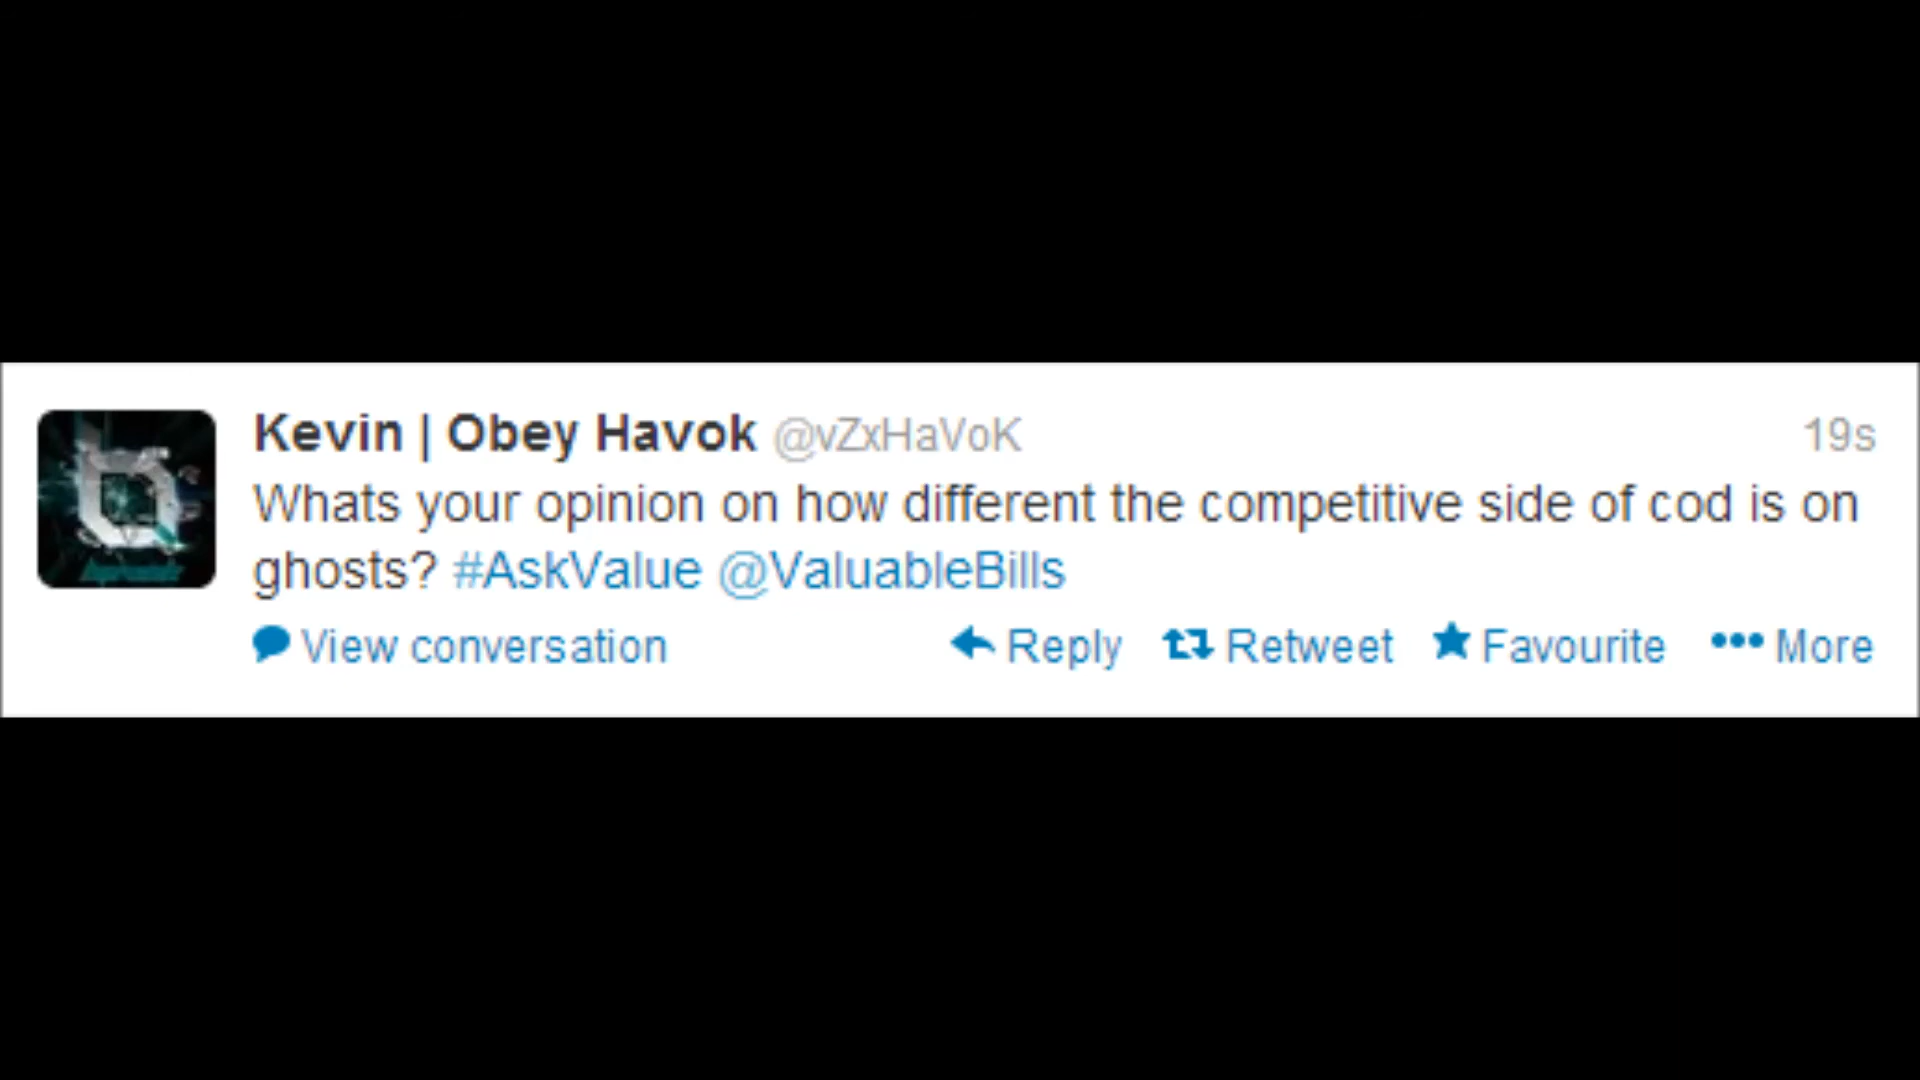 Kevin | Obey Havok @vZxHaVoK 19s
Whats your opinion on how different the competitive side of cod is on
ghosts? #AskValue @ValuableBills
View conversation Reply Retweet Favourite More